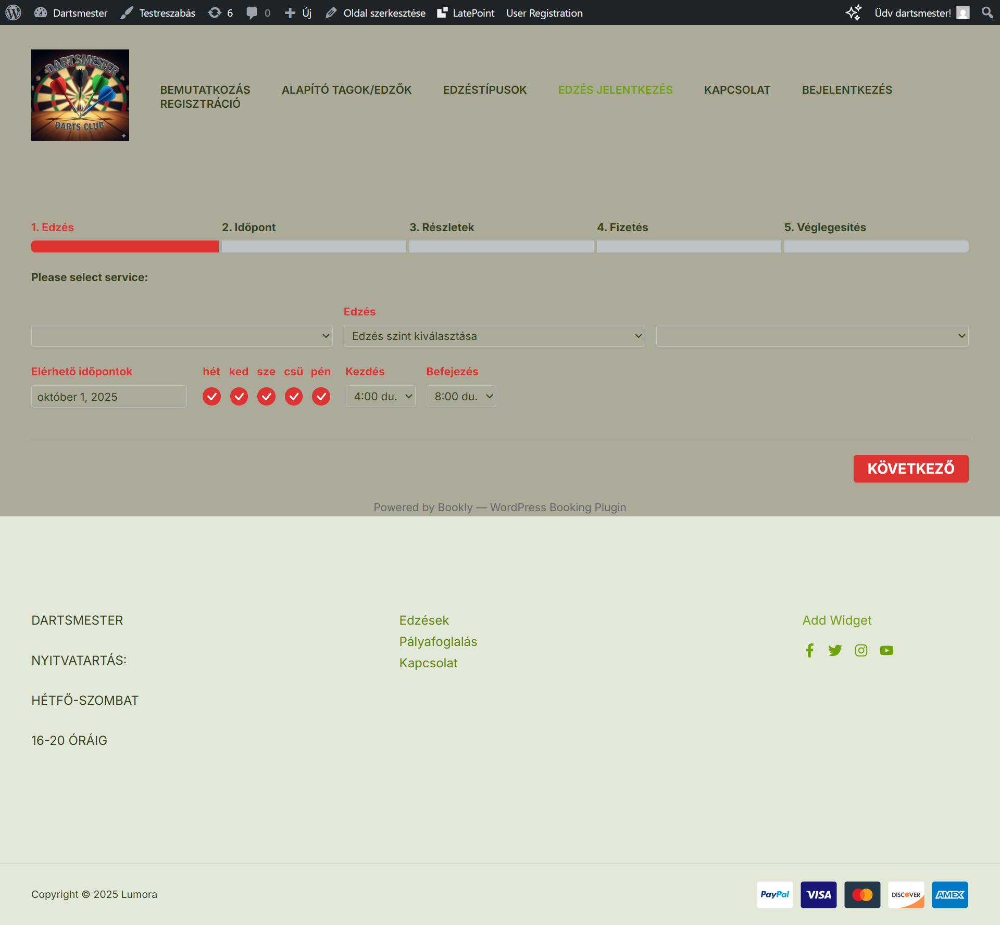 Dartsmester Testreszabás 6 0 Új Oldal szerkesztése LatePoint User Registration Üdv dartsmester!
DARTSMESTER
DARTS CLUB
BEMUTATKOZÁS ALAPÍTÓ TAGOK/EDZŐK EDZÉSTÍPUSOK EDZÉS JELENTKEZÉS KAPCSOLAT BEJELENTKEZÉS
REGISZTRÁCIÓ
1. Edzés 2. Időpont 3. Részletek 4. Fizetés 5. Véglegesítés
Please select service:
Edzés
Edzés szint kiválasztása
Elérhető időpontok hét ked sze csü pén Kezdés Befejezés
október 1, 2025 4:00 du. 8:00 du.
KÖVETKEZŐ
Powered by Bookly — WordPress Booking Plugin
DARTSMESTER
NYITVATARTÁS:
HÉTFŐ-SZOMBAT
16-20 ÓRÁIG
Edzések
Pályafoglalás
Kapcsolat
Add Widget
Copyright © 2025 Lumora
PayPal VISA DISCOVER AMEX